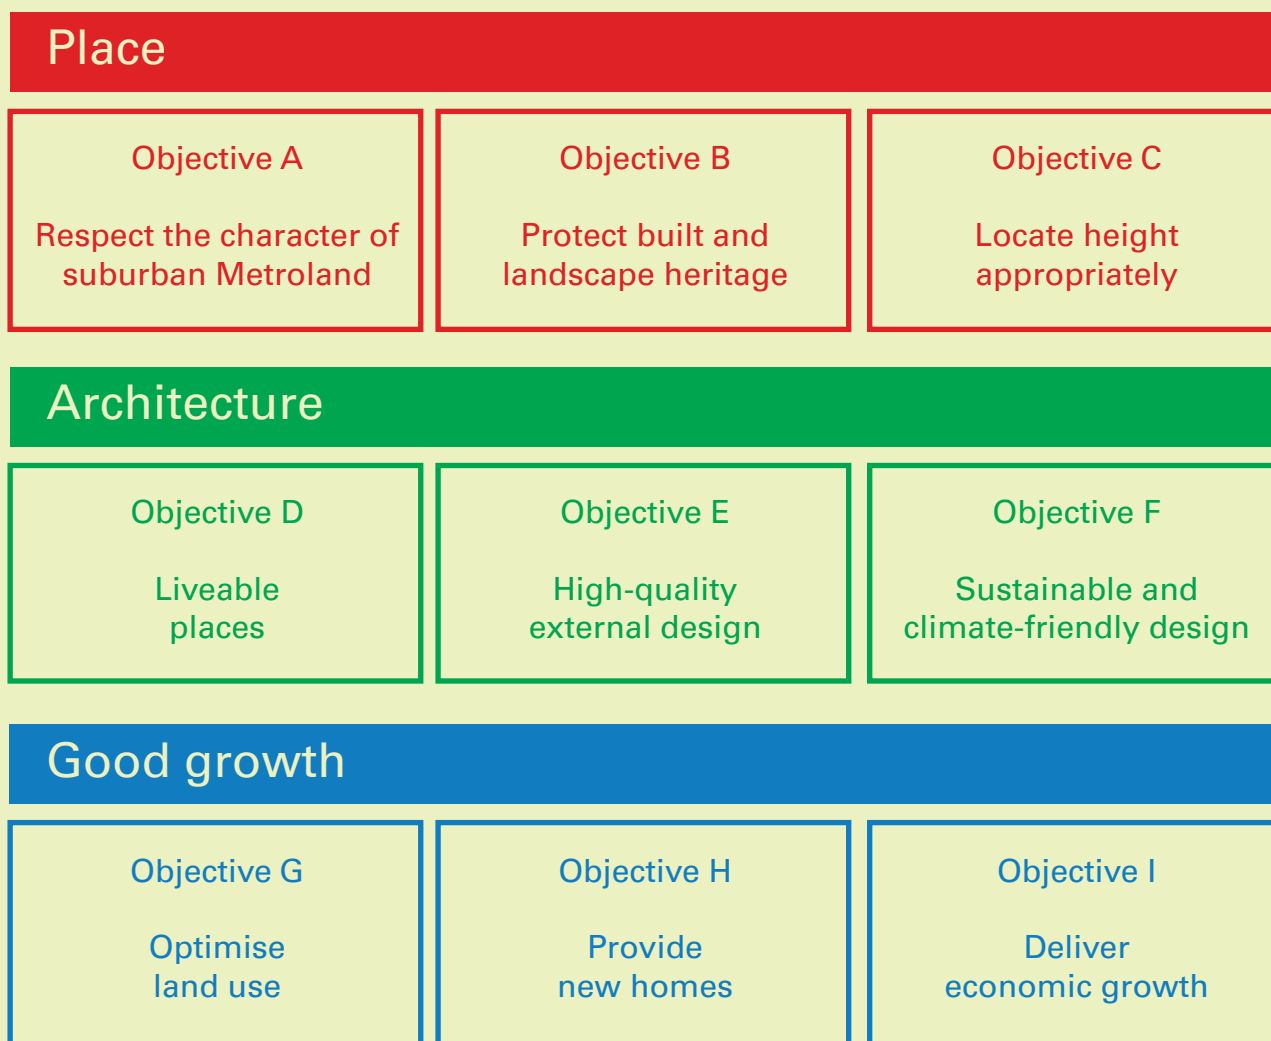 Place
Objective A
Respect the character of
suburban Metroland
Objective B
Protect built and
landscape heritage
Objective C
Locate height
appropriately
Architecture
Objective D
Liveable
places
Objective E
High-quality
external design
Objective F
Sustainable and
climate-friendly design
Good growth
Objective G
Optimise
land use
Objective H
Provide
new homes
Objective I
Deliver
economic growth